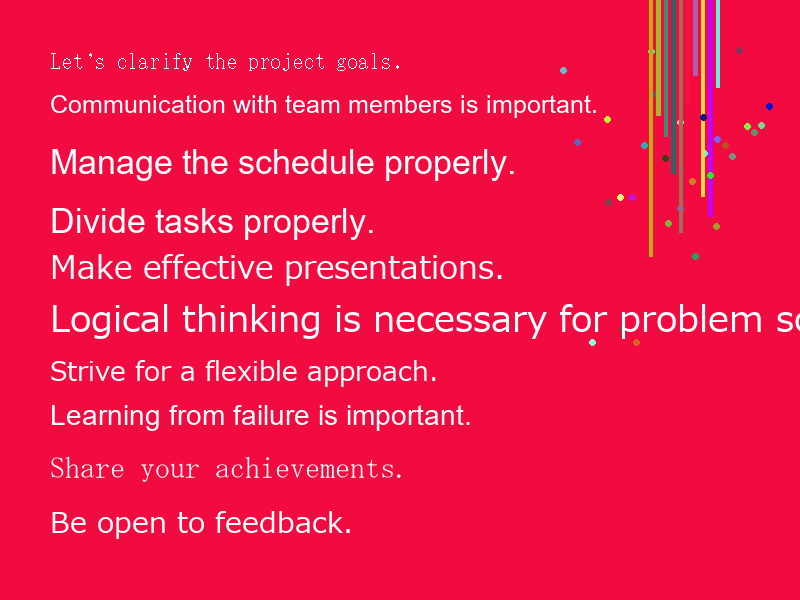 Let's clarify the project goals.
Communication with team members is important.
Manage the schedule properly.
Divide tasks properly.
Make effective presentations.
Logical thinking is necessary for problem
Strive for a flexible approach.
Learning from failure is important.
Share your achievements.
Be open to feedback.